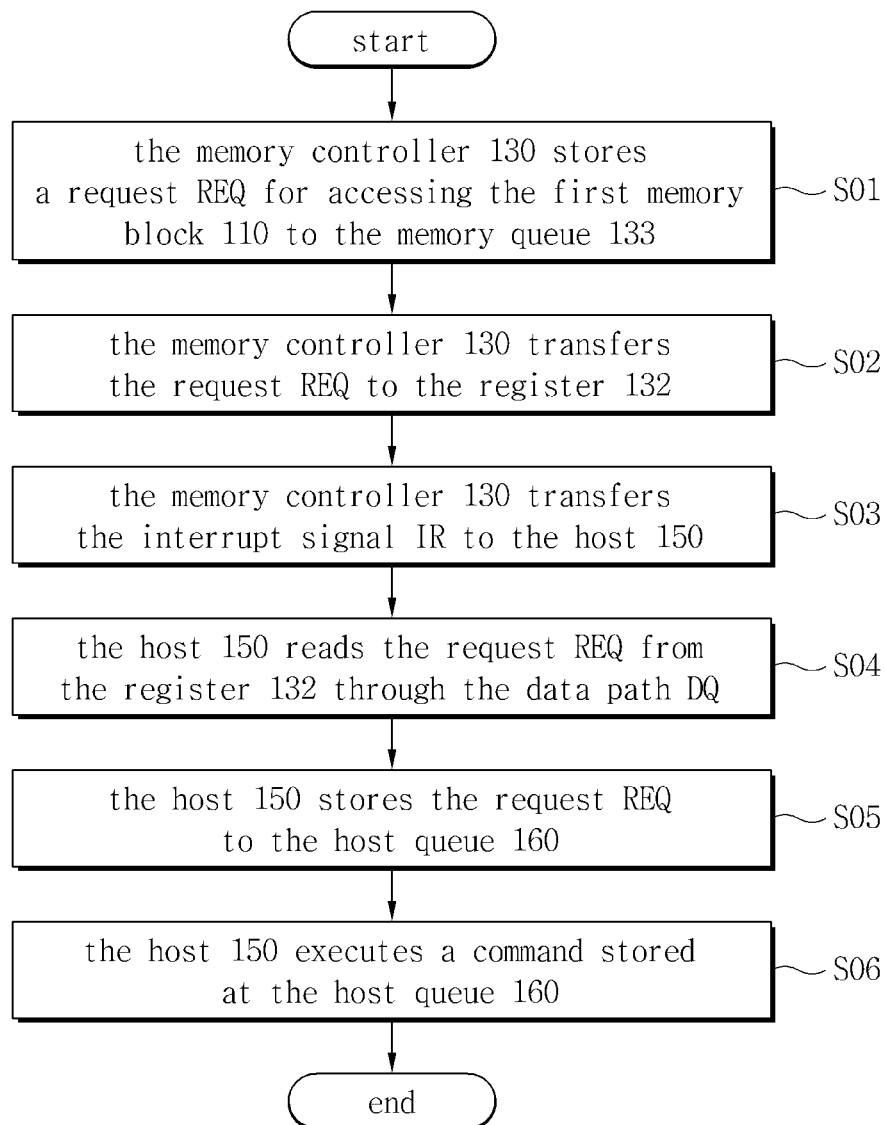 start
the memory controller 130 stores
a request REQ for accessing the first memory
block 110 to the memory queue 133
S01
the memory controller 130 transfers
the request REQ to the register 132
S02
the memory controller 130 transfers
the interrupt signal IR to the host 150
S03
the host 150 reads the request REQ from
the register 132 through the data path DQ
S04
the host 150 stores the request REQ
to the host queue 160
S05
the host 150 executes a command stored
at the host queue 160
S06
end